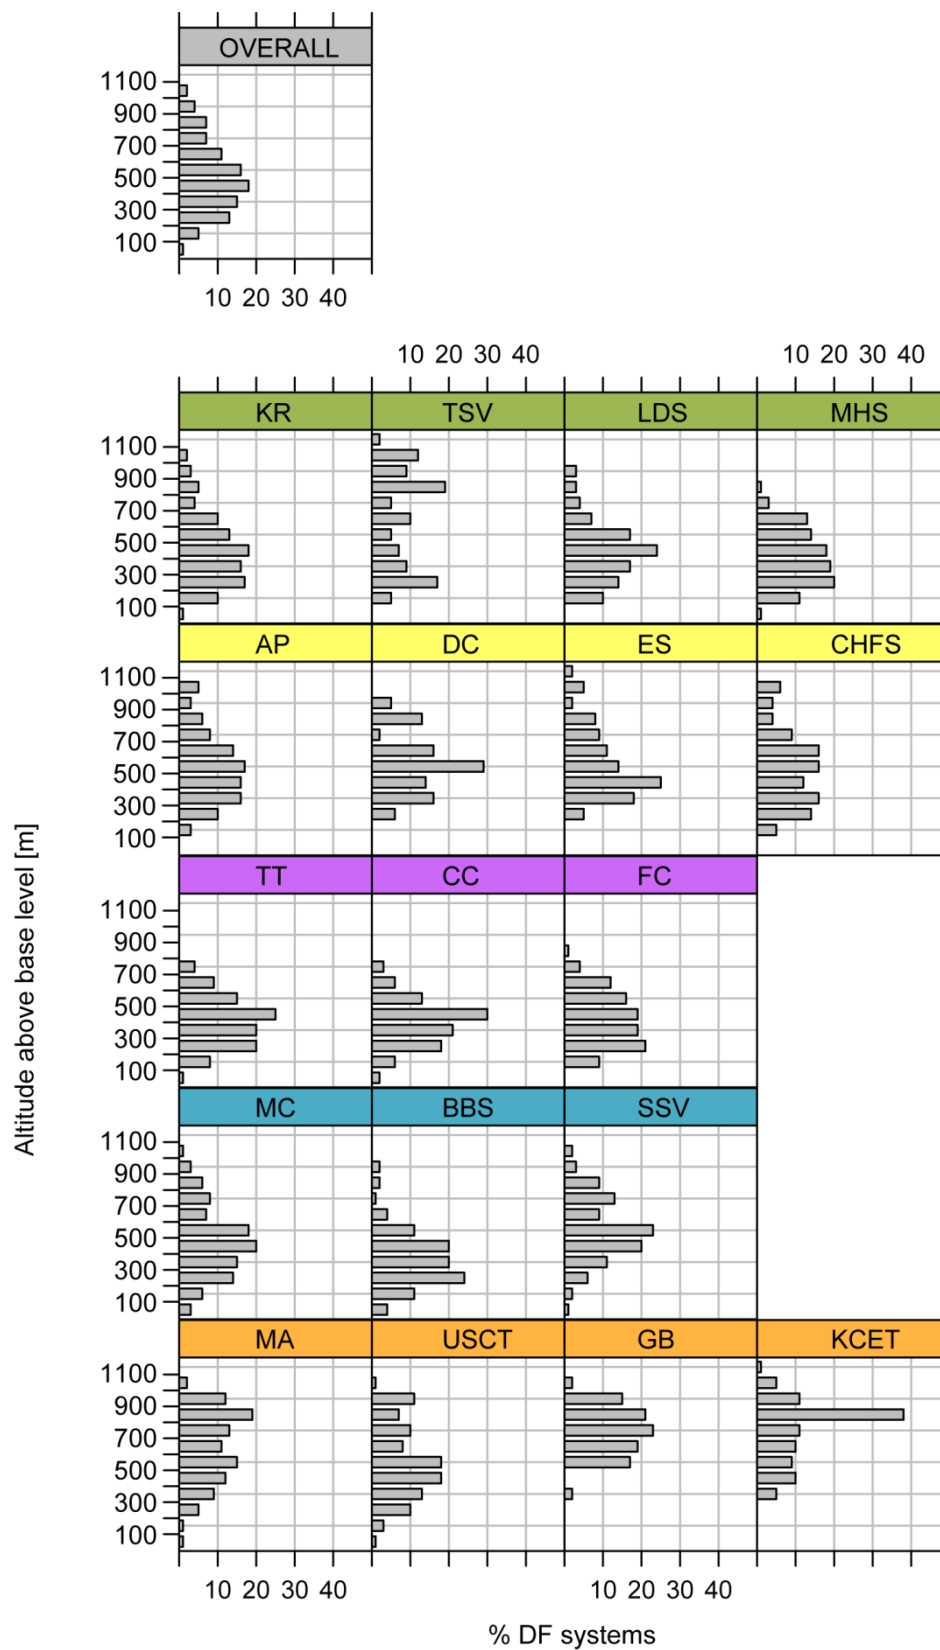 OVERALL
1100
900
700
500
300
100
10 20 30 40
10 20 30 40
10 20 30 40
KR TSV LDS MHS
1100
900
700
500
300
100
AP DC ES CHFS
1100
900
700
500
300
100
TT CC FC
1100
900
700
500
300
100
MC BBS SSV
1100
900
700
500
300
100
MA USCT GB KCET
1100
900
700
500
300
100
10 20 30 40
10 20 30 40
Altitude above base level [m]
% DF systems